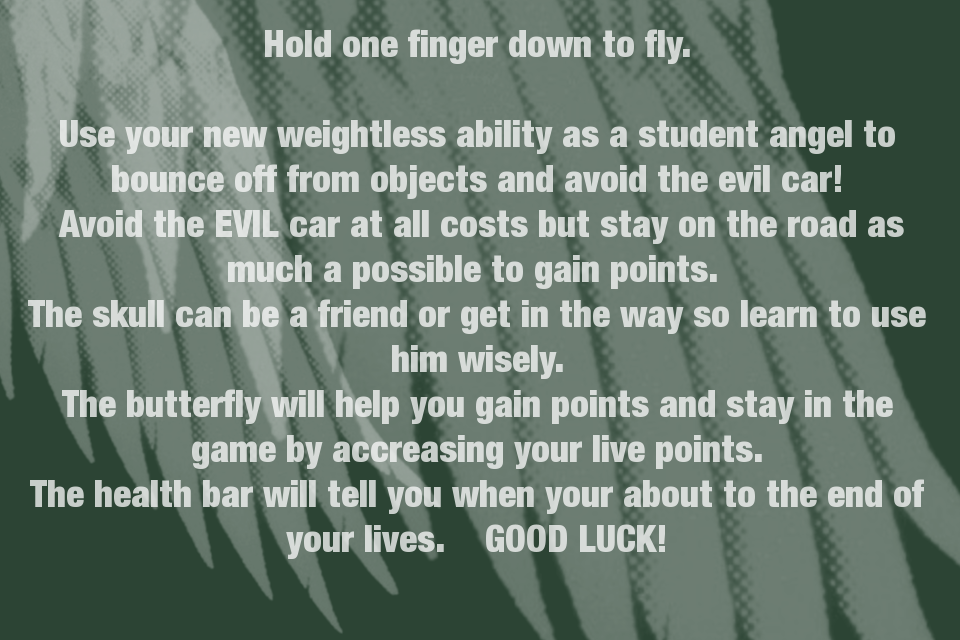 Hold one finger down to fly.
Use your new weightless ability as a student angel to
bounce off from objects and avoid the evil car!
Avoid the EVIL car at all costs but stay on the road as
much a possible to gain points.
The skull can be a friend or get in the way so learn to use
him wisely.
The butterfly will help you gain points and stay in the
game by accreasing your live points.
The health bar will tell you when your about to the end of
your lives. GOOD LUCK!